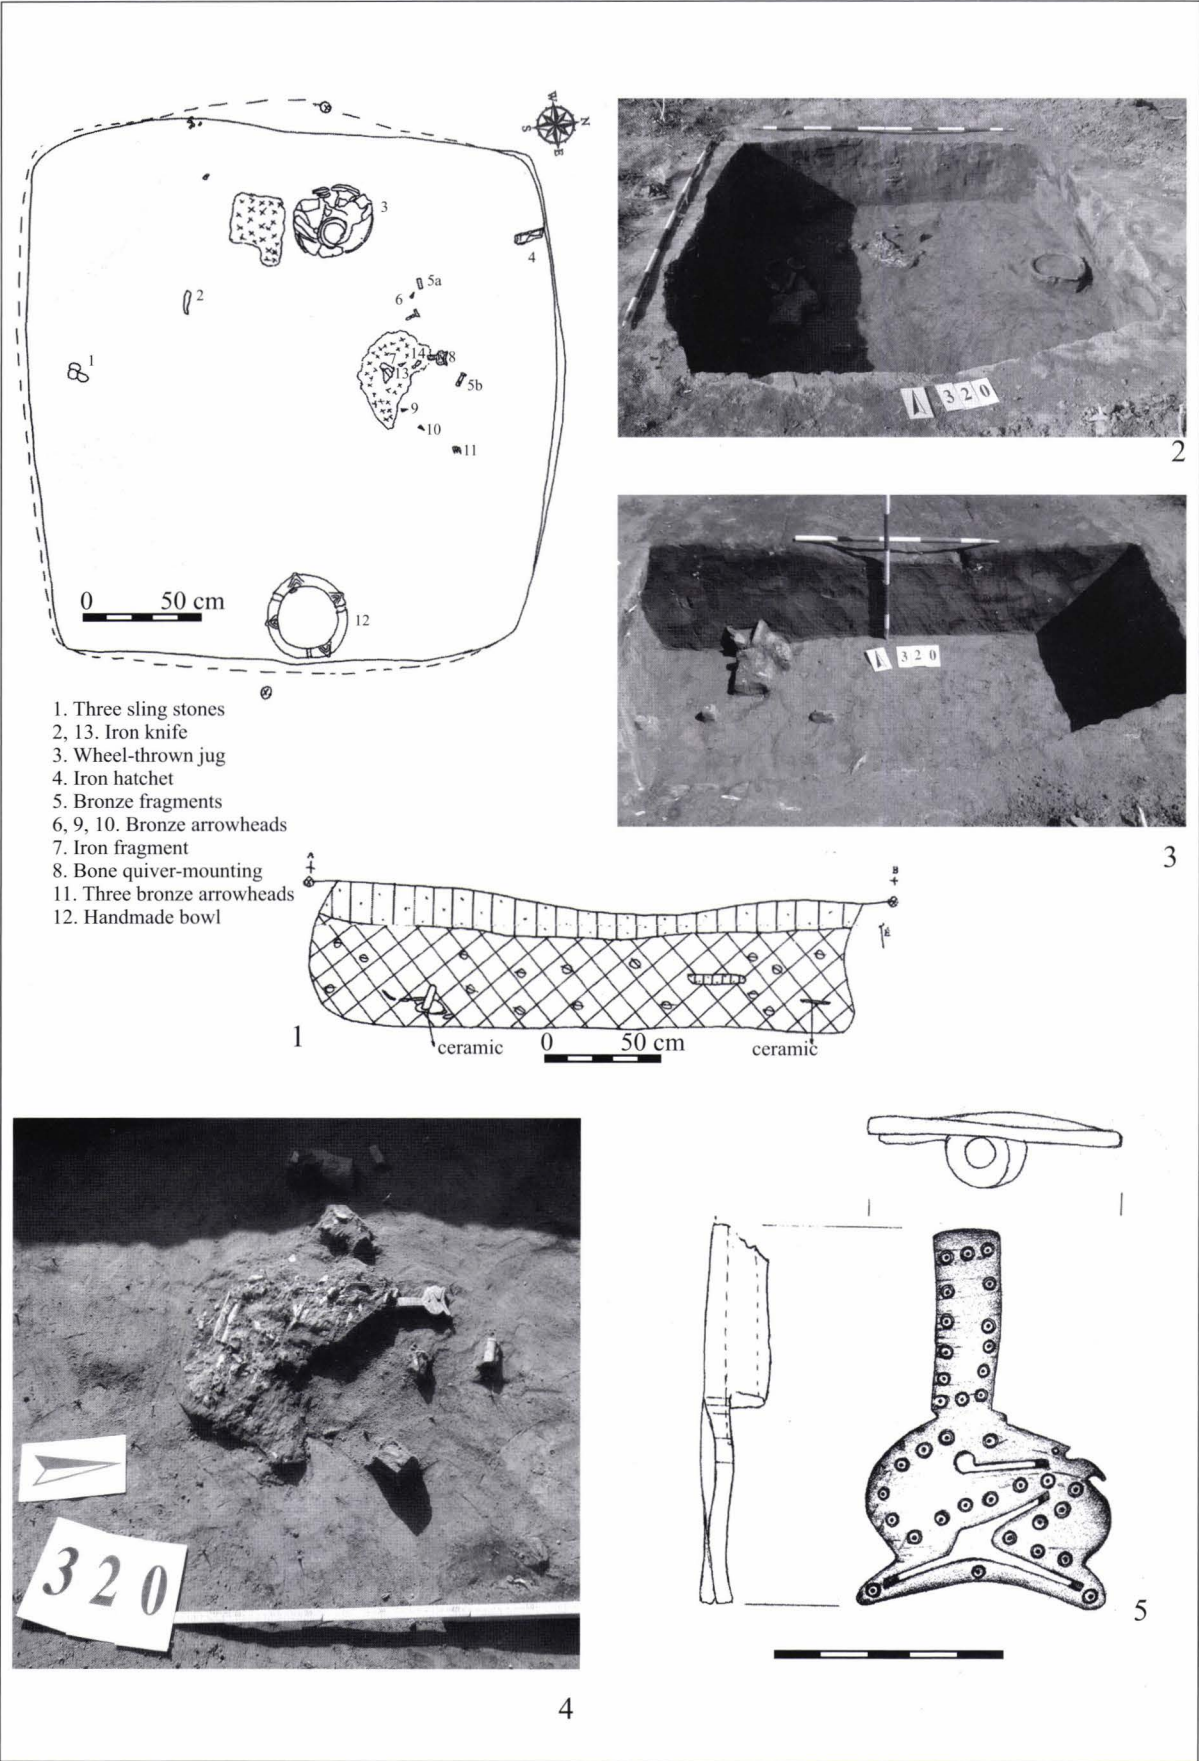 W
S N
E
3
4
5a
6
2
1
7 14 8
13
5b
9
10
11
0 50 cm
12
1. Three sling stones
2, 13. Iron knife
3. Wheel-thrown jug
4. Iron hatchet
5. Bronze fragments
6, 9, 10. Bronze arrowheads
7. Iron fragment
8. Bone quiver-mounting
11. Three bronze arrowheads
12. Handmade bowl
320
2
320
3
A
B
1
ceramic
0 50 cm
ceramic
320
4
5